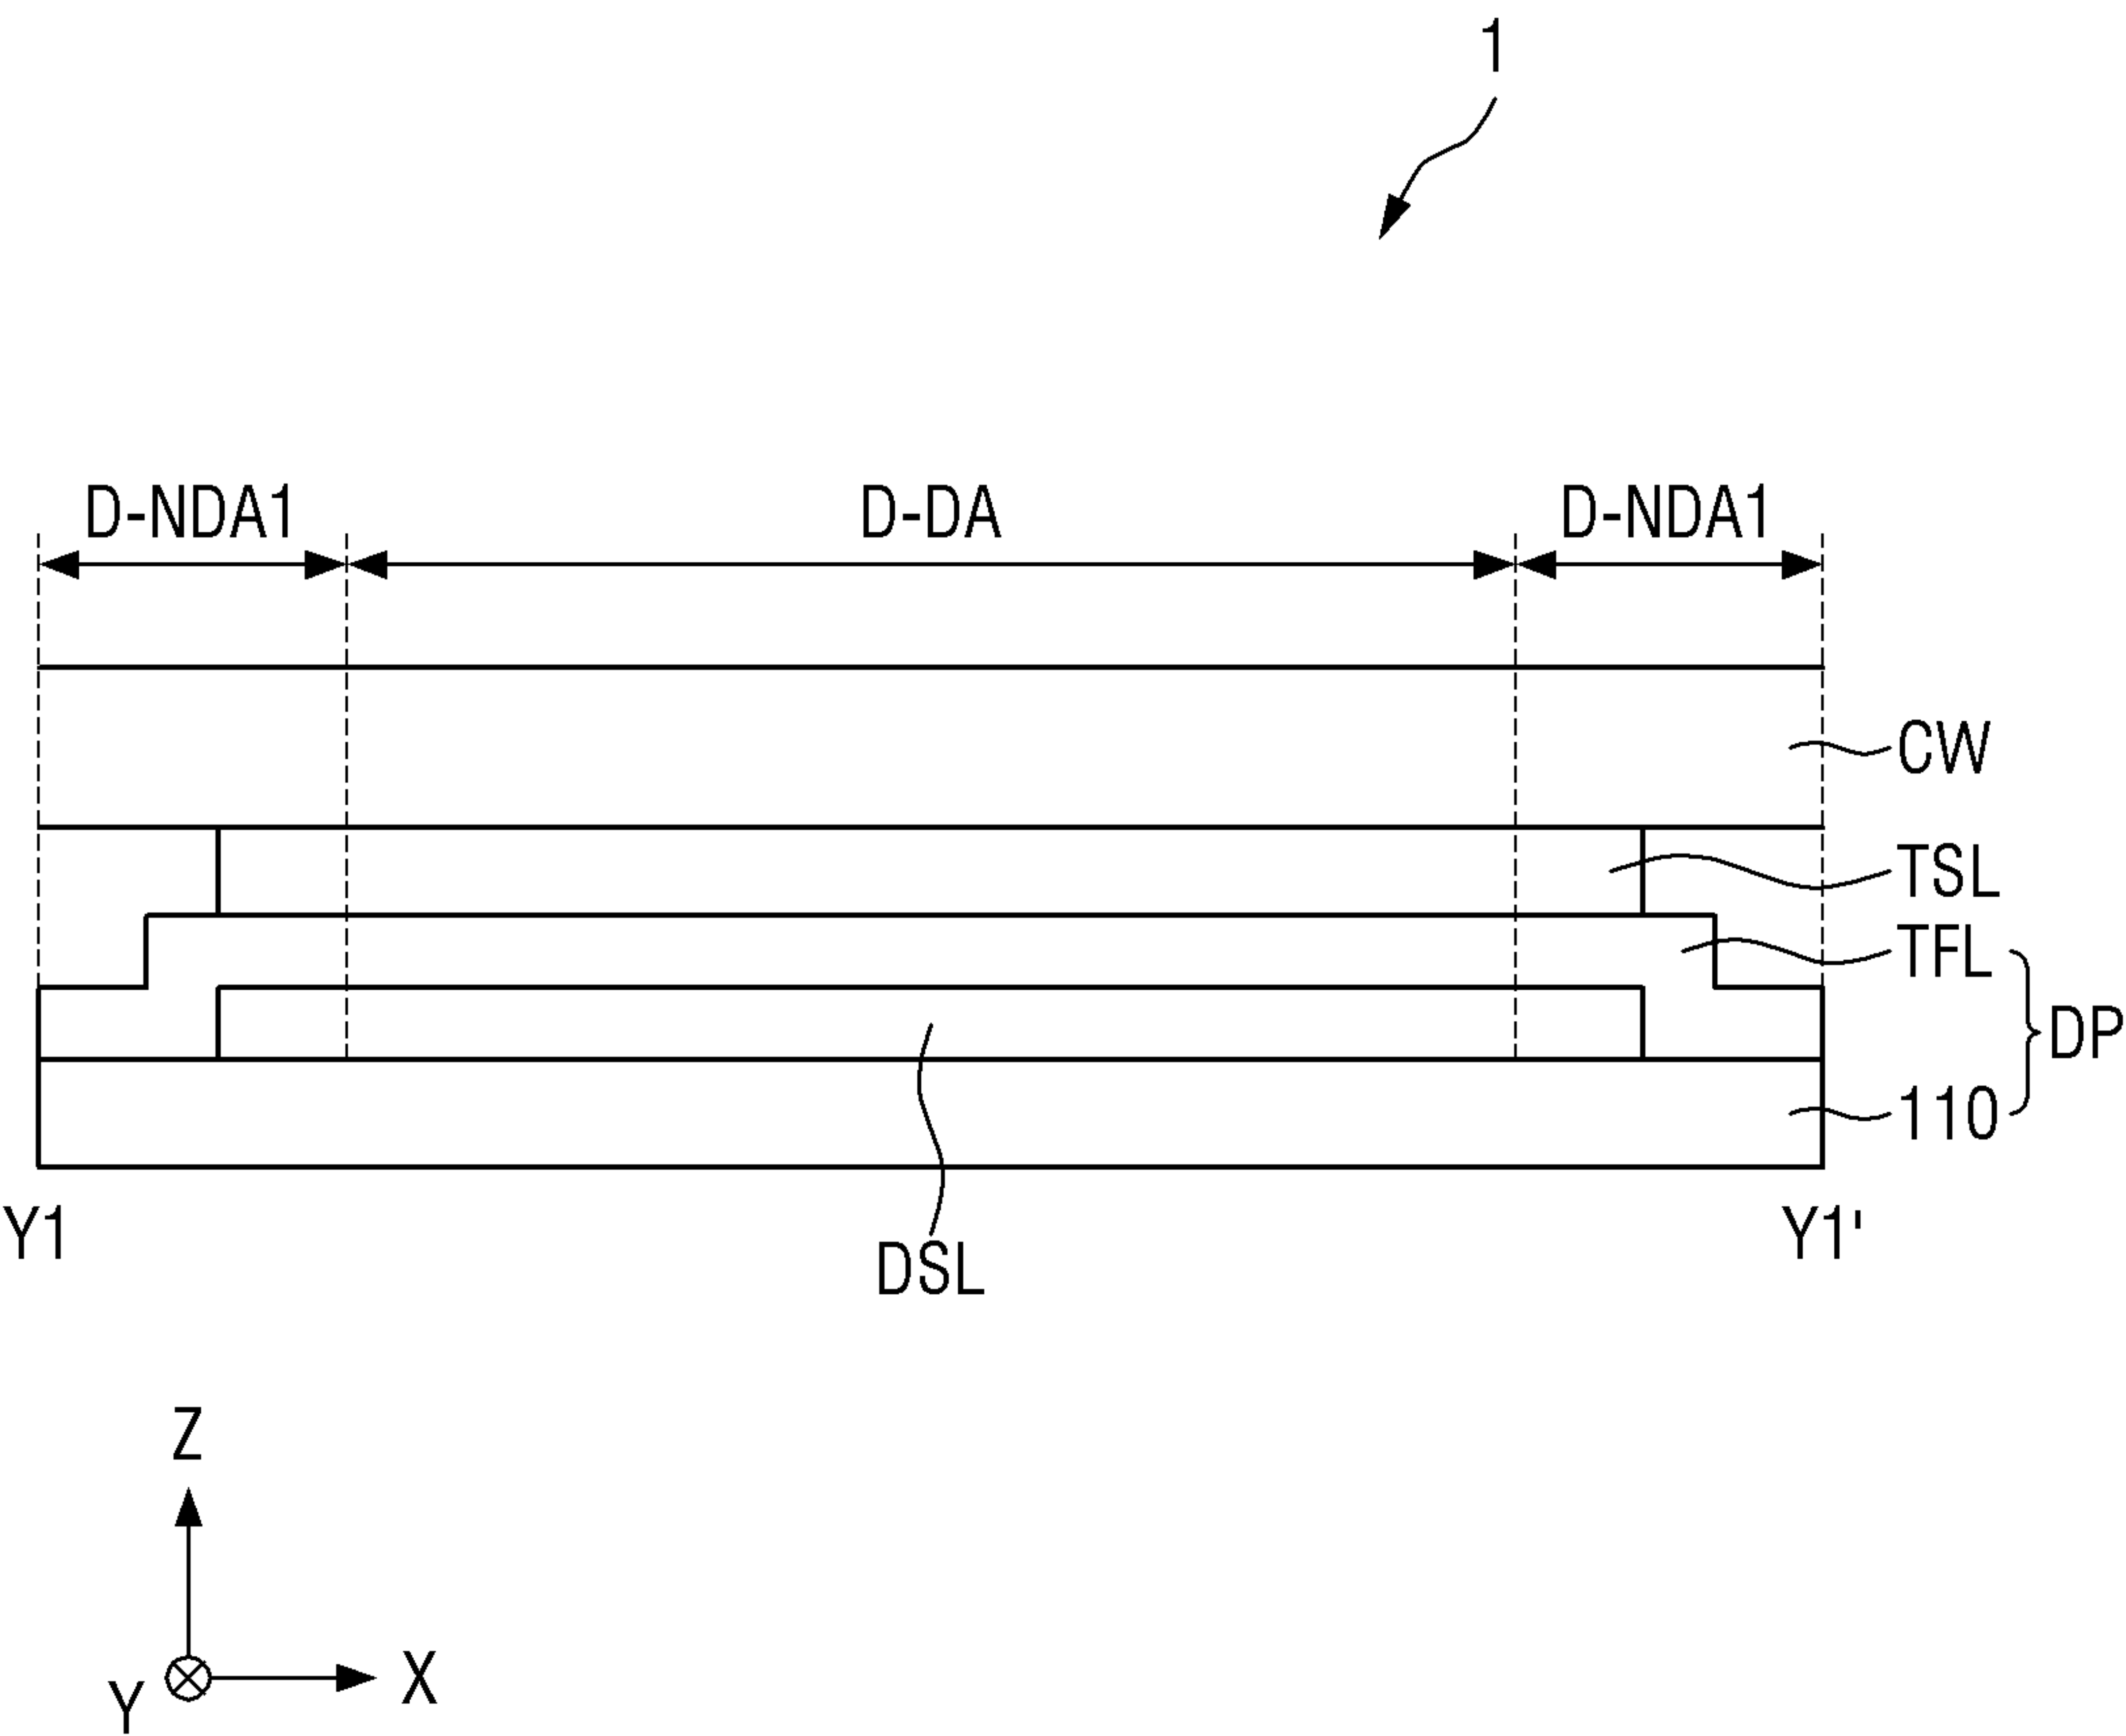 1
D-NDA1 D-DA D-NDA1
CW
TSL
TFL
DP
110
Y1 Y1'
DSL
Z
Y X